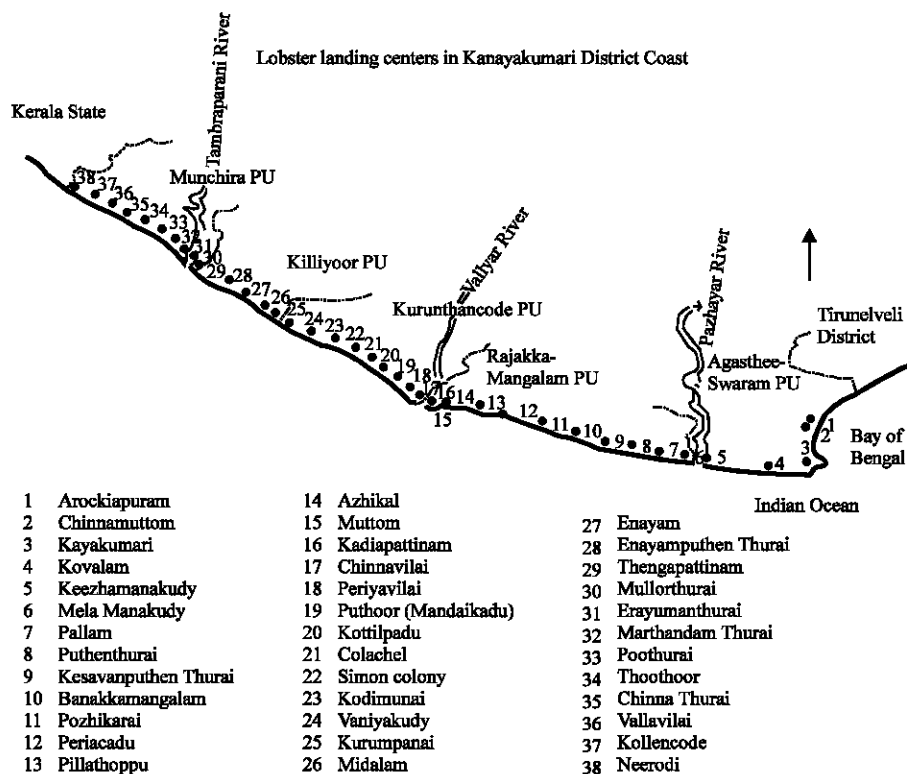 Lobster landing centers in Kanayakumari District Coast
Kerala State
Tambraparani River
Munchira PU
Killiyoor PU
Vallyar River
Kurunthancode PU
Rajakka-
Mangalam PU
Pazhayar River
Agasthee-
Swaram PU
Tirunelveli
District
Bay of
Bengal
Indian Ocean
38
37
36
35
34
33
32
31
30
29
28
27
26
25
24
23
22
21
20
19
18
17
16
15
14
13
12
11
10
9
8
7
6
5
4
3
2
1
1 Arockiapuram
2 Chinnamuttom
3 Kayakumari
4 Kovalam
5 Keezhamanakudy
6 Mela Manakudy
7 Pallam
8 Puthenthurai
9 Kesavanputhen Thurai
10 Banakkamangalam
11 Pozhikarai
12 Periacadu
13 Pillathoppu
14 Azhikal
15 Muttom
16 Kadiapattinam
17 Chinnavilai
18 Periyavilai
19 Puthoor (Mandaikadu)
20 Kottilpadu
21 Colachel
22 Simon colony
23 Kodimunai
24 Vaniyakudy
25 Kurumpanai
26 Midalam
27 Enayam
28 Enayamputhen Thurai
29 Thengapattinam
30 Mullorthurai
31 Erayumanthurai
32 Marthandam Thurai
33 Poothurai
34 Thoothoor
35 Chinna Thurai
36 Vallavilai
37 Kollencode
38 Neerodi